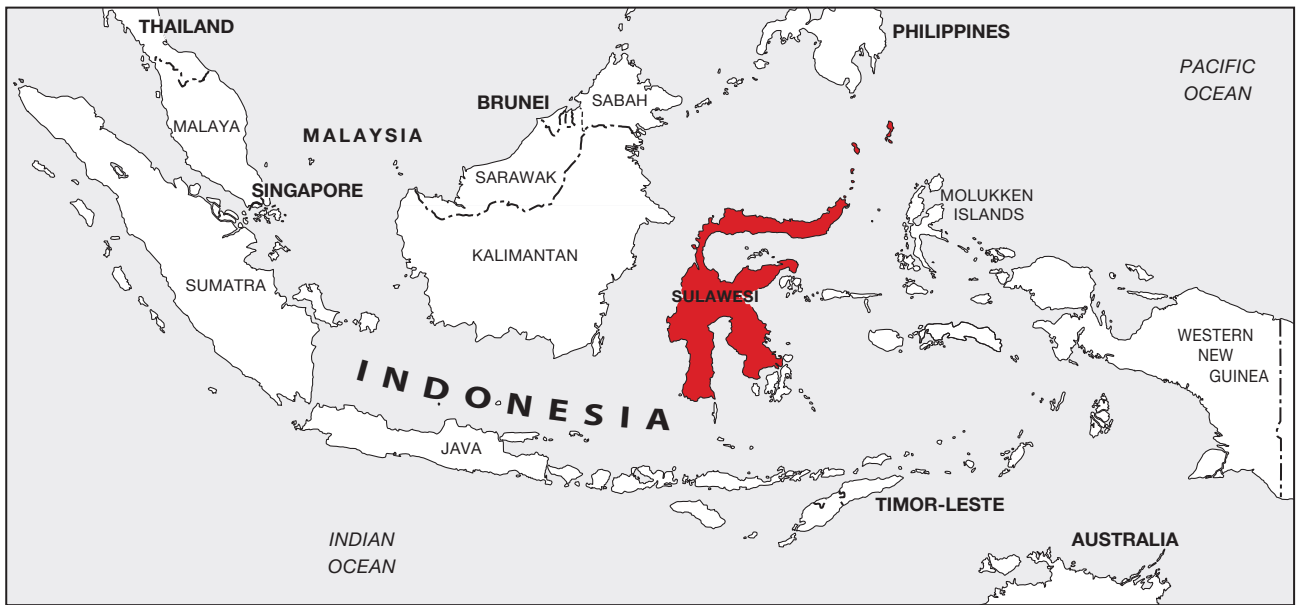 THAILAND
PHILIPPINES
PACIFIC
OCEAN
BRUNEI
SABAH
MALAYA
MALAYSIA
SARAWAK
SINGAPORE
MOLUKKEN
ISLANDS
KALIMANTAN
SUMATRA
SULAWESI
WESTERN
NEW
GUINEA
INDONESIA
JAVA
TIMOR-LESTE
INDIAN
OCEAN
AUSTRALIA